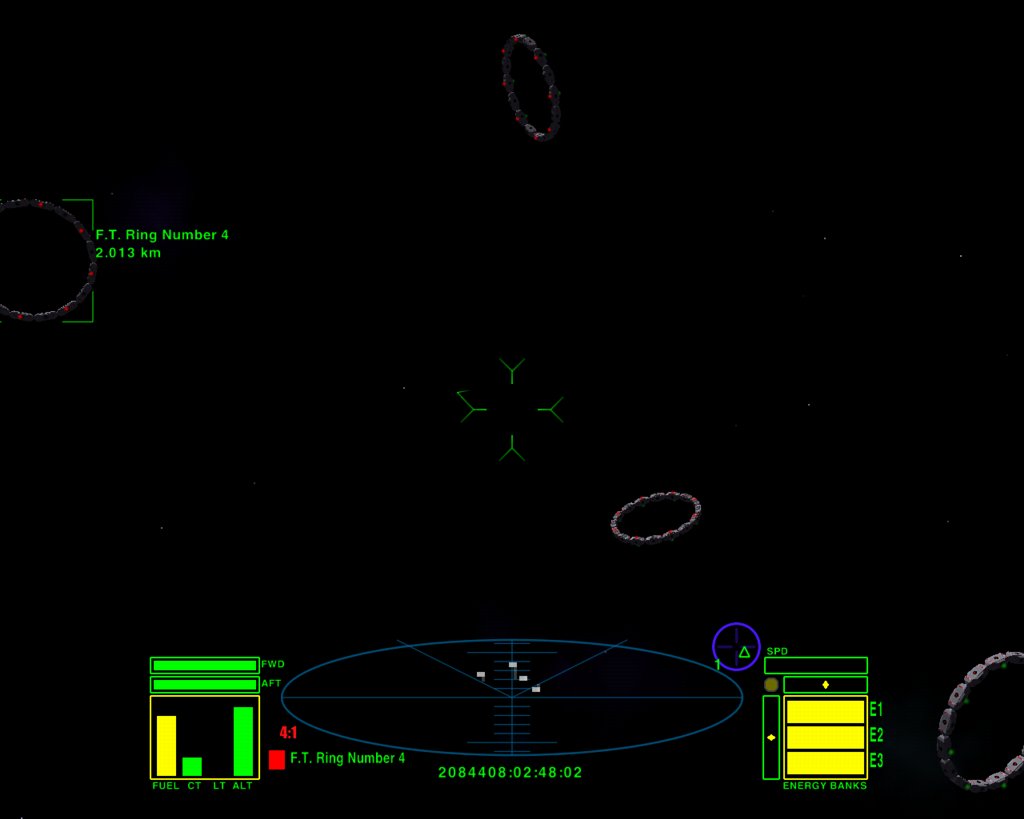 F.T. Ring Number 4
2.013 km
1
SPD
FWD
AFT
E1
E2
E3
4:1
F.T. Ring Number 4
2084408:02:48:02
FUEL CT LT ALT
ENERGY BANKS